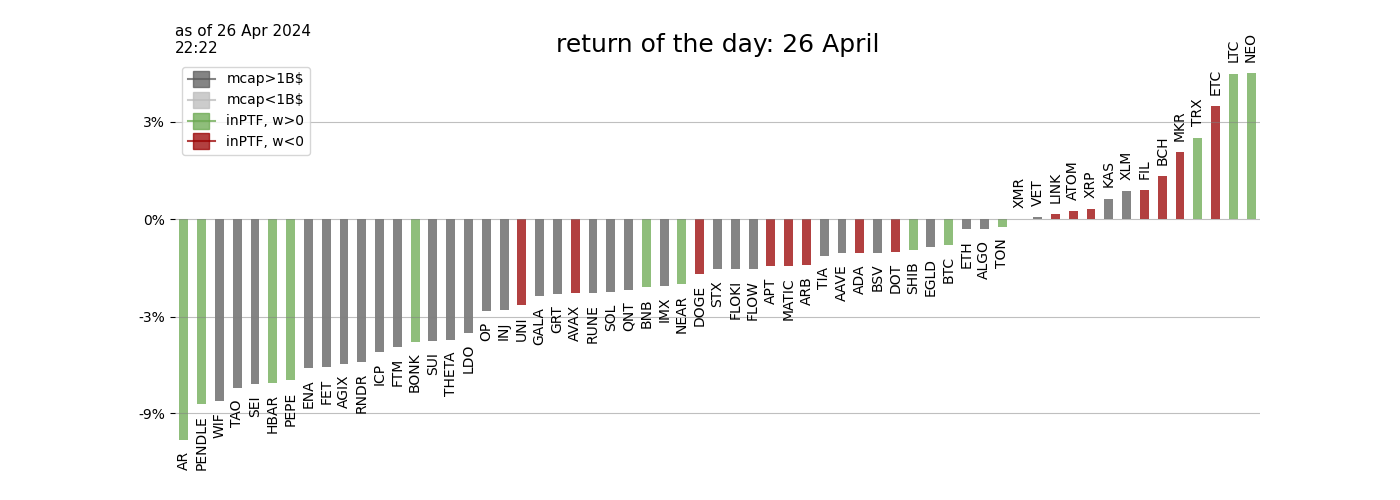 as of 26 Apr 2024
22:22
return of the day: 26 April
mcap>1B$
mcap<1B$
inPTF, w>0
inPTF, w<0
3%
0%
-3%
-9%
AR
PENDLE
WIF
TAO
SEI
HBAR
PEPE
ENA
FET
AGIX
RNDR
ICP
FTM
BONK
SUI
THETA
LDO
OP
INJ
UNI
GALA
GRT
AVAX
RUNE
SOL
QNT
BNB
IMX
NEAR
DOGE
STX
FLOKI
FLOW
APT
MATIC
ARB
TIA
AAVE
ADA
BSV
DOT
SHIB
EGLD
BTC
ETH
ALGO
TON
XMR
VET
LINK
ATOM
XRP
KAS
XLM
FIL
BCH
MKR
TRX
ETC
LTC
NEO